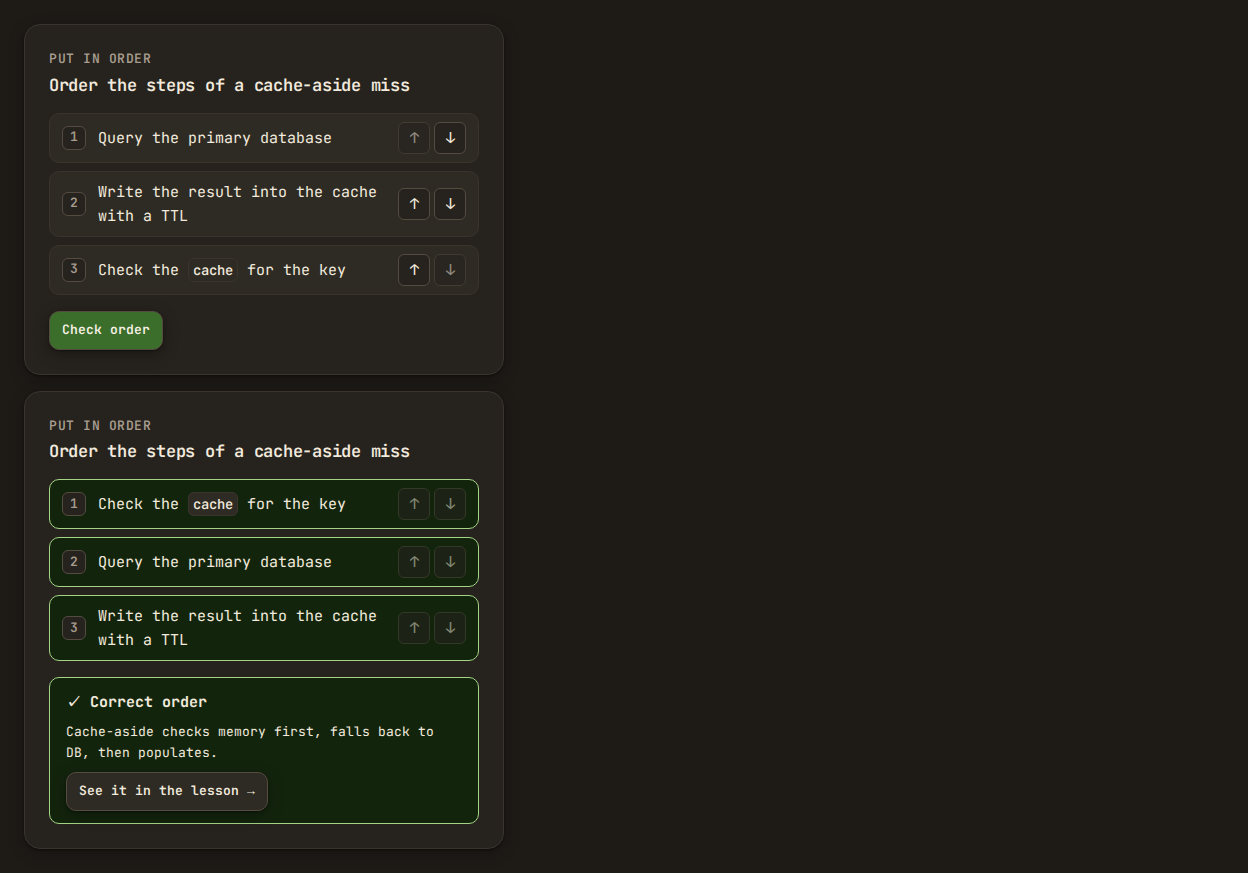 PUT IN ORDER
Order the steps of a cache-aside miss
1 Query the primary database ↑ ↓
2 Write the result into the cache
with a TTL ↑ ↓
3 Check the cache for the key ↑ ↓
Check order
PUT IN ORDER
Order the steps of a cache-aside miss
1 Check the cache for the key ↑ ↓
2 Query the primary database ↑ ↓
3 Write the result into the cache
with a TTL ↑ ↓
✓ Correct order
Cache-aside checks memory first, falls back to
DB, then populates.
See it in the lesson →